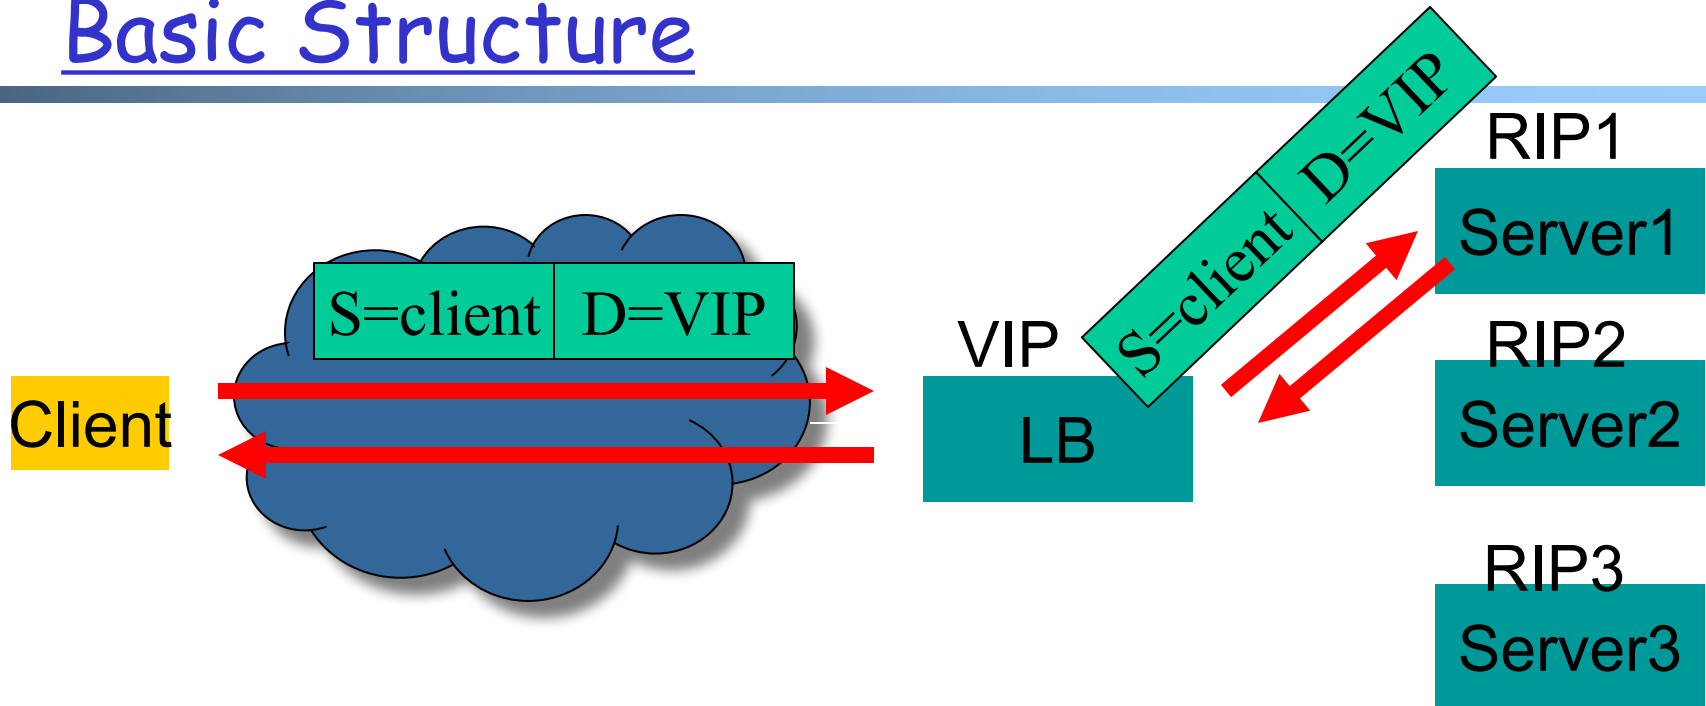 Basic Structure
S=client D=VIP
RIP1
Server1
S=client D=VIP
VIP
RIP2
Client
LB
Server2
RIP3
Server3